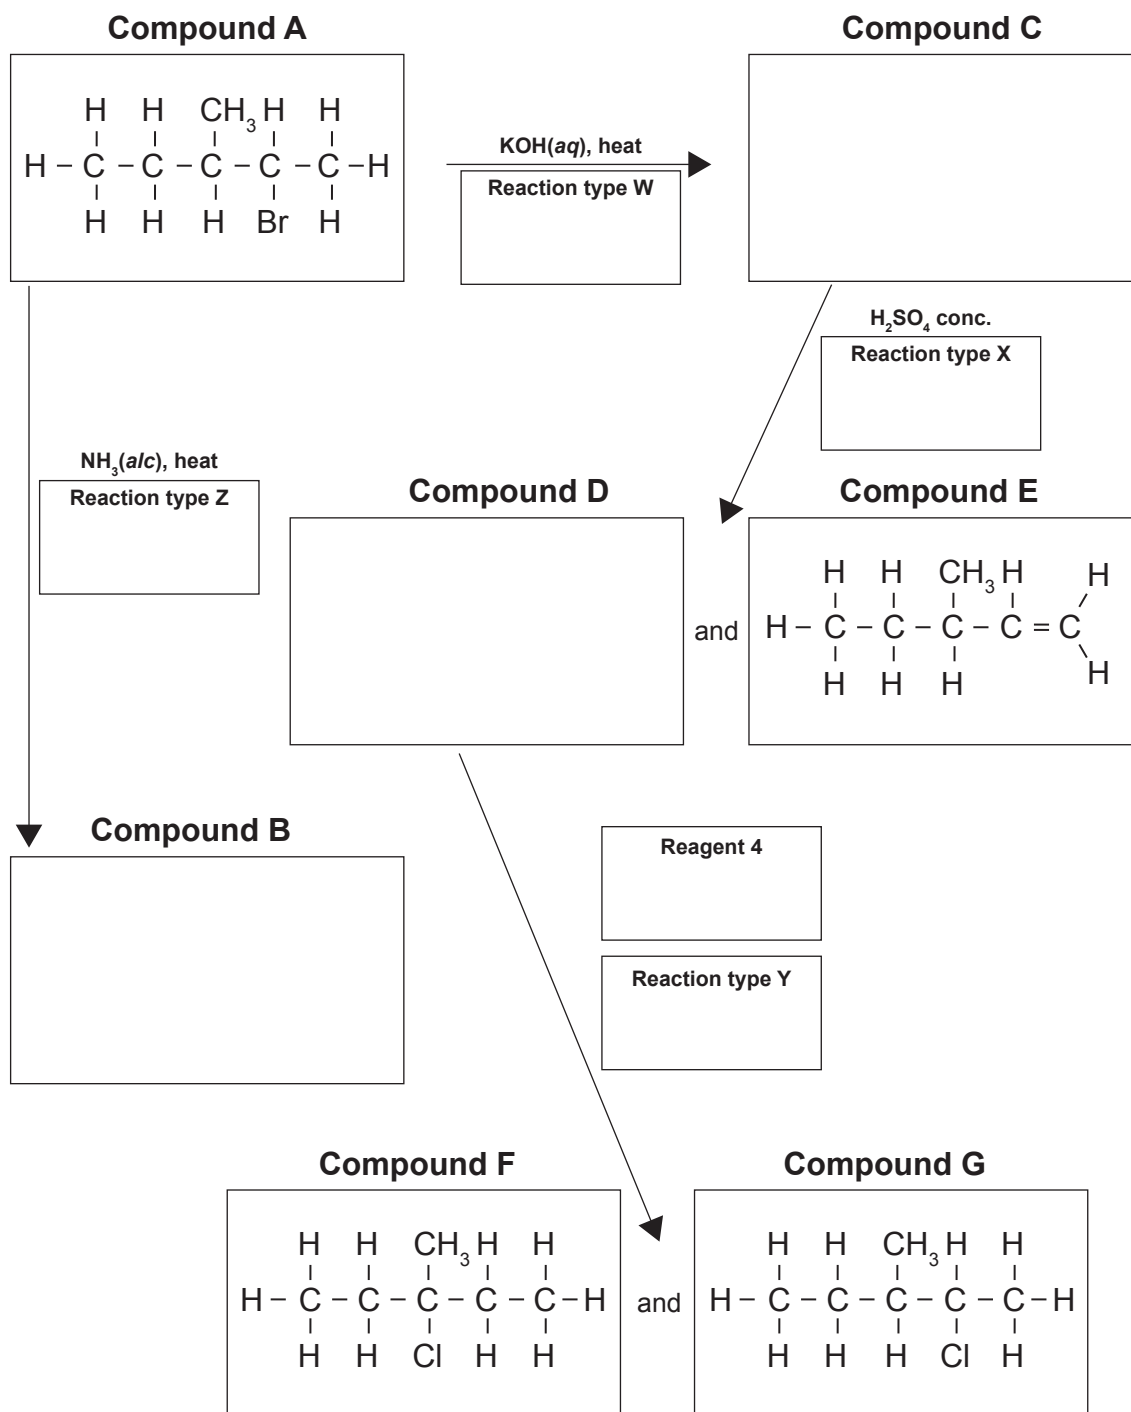 Compound A
Compound C
H H CH₃ H H
H – C – C – C – C – C – H
H H H Br H
KOH(aq), heat
Reaction type W
H₂SO₄ conc.
Reaction type X
NH₃(alc), heat
Reaction type Z
Compound D
Compound E
and
H H CH₃ H H
H – C – C – C – C = C
H H H H
Compound B
Reagent 4
Reaction type Y
Compound F
Compound G
H H CH₃ H H
H – C – C – C – C – C – H
H H Cl H H
and
H H CH₃ H H
H – C – C – C – C – C – H
H H H Cl H